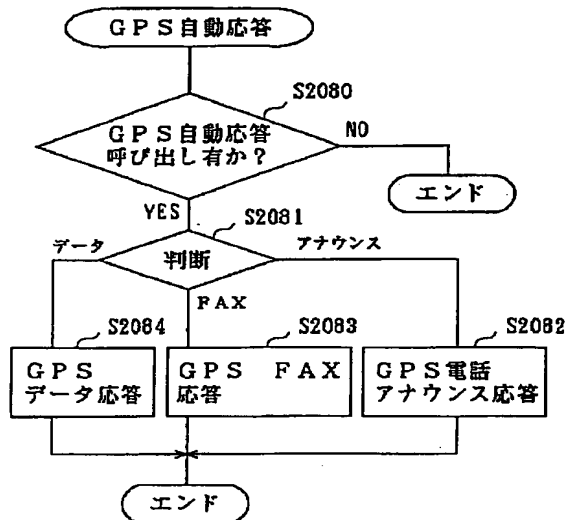 GPS自動応答
S2080
GPS自動応答
呼び出し有か?
NO
エンド
YES
S2081
データ
判断
アナウンス
FAX
S2084
S2083
S2082
GPS
データ応答
GPS FAX
応答
GPS電話
アナウンス応答
エンド